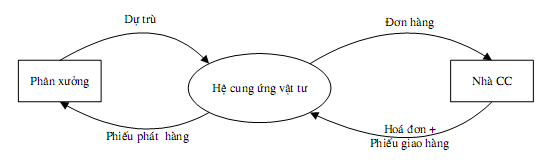 Dự trù
Đơn hàng
Phân xưởng
Hệ cung ứng vật tư
Nhà CC
Phiếu phát hàng
Hoá đơn +
Phiếu giao hàng